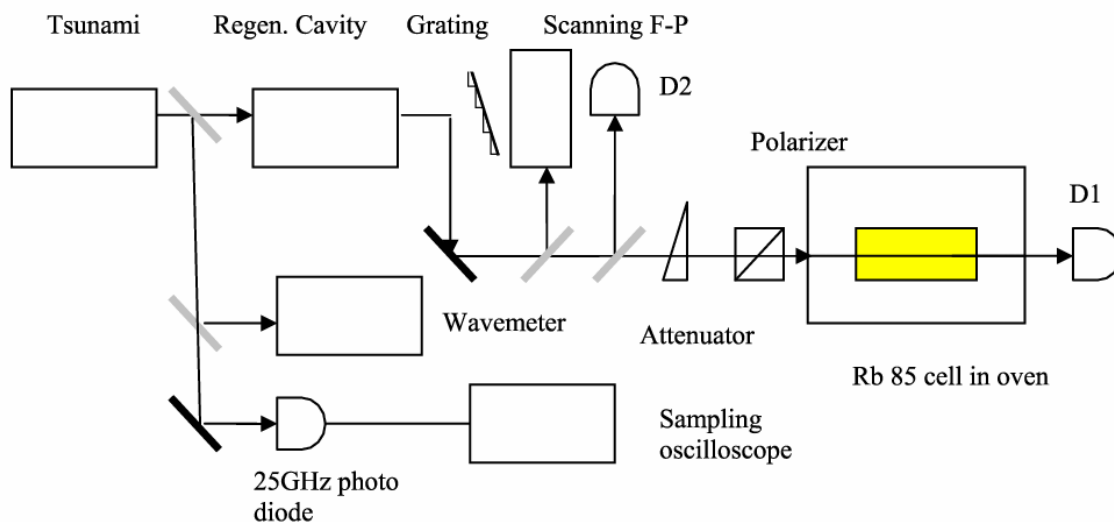 Tsunami
Regen. Cavity
Grating
Scanning F-P
D2
Polarizer
D1
Wavemeter
Attenuator
Rb 85 cell in oven
Sampling
oscilloscope
25GHz photo
diode